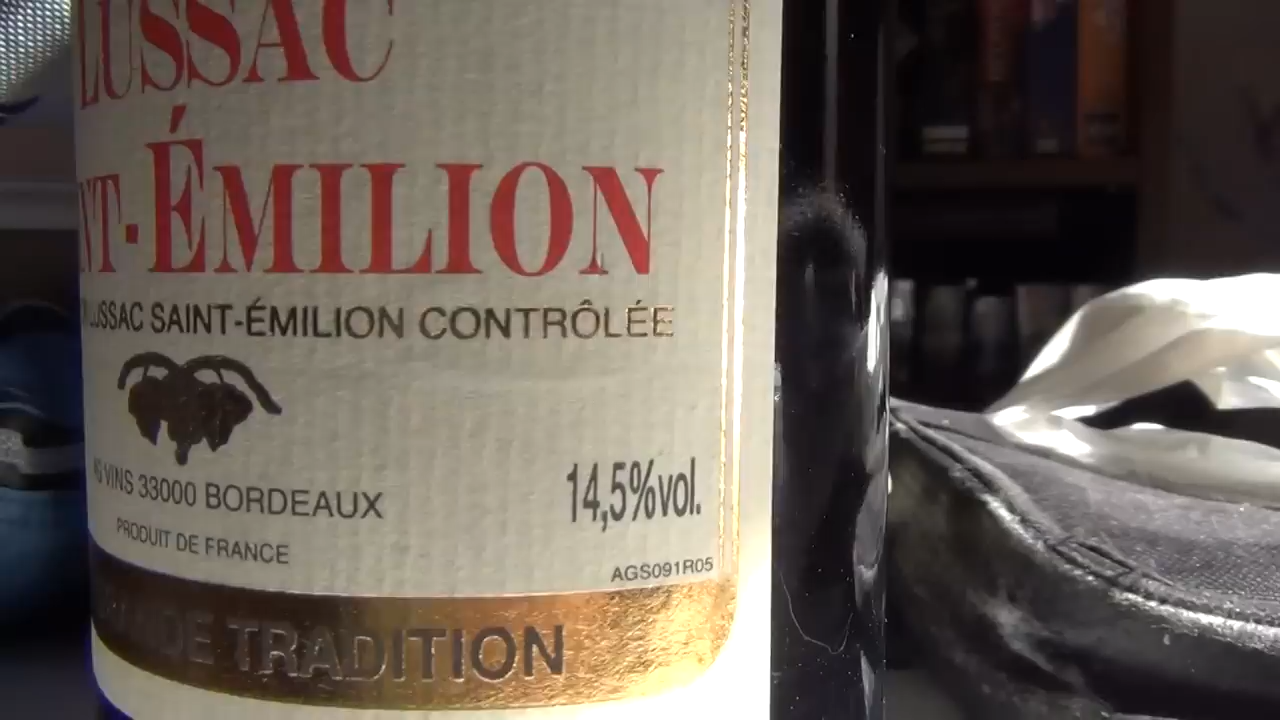 LUSSAC
NT-ÉMILION
LUSSAC SAINT-ÉMILION CONTRÔLÉE
VINS 33000 BORDEAUX
14,5%vol.
PRODUIT DE FRANCE
AGS091R05
TRADITION